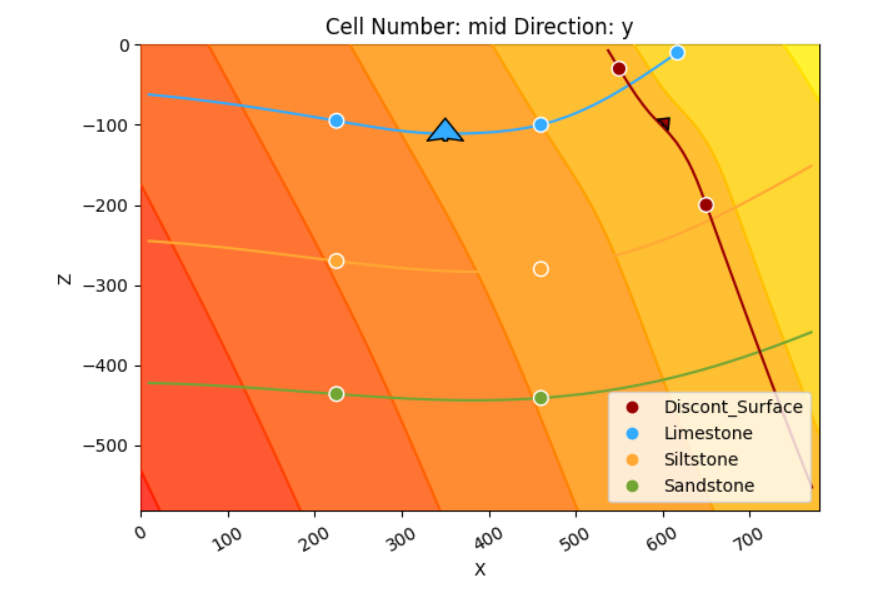 Cell Number: mid Direction: y
0
−100
−200
−300
−400
−500
Z
0
100
200
300
400
500
600
700
X
Discont_Surface
Limestone
Siltstone
Sandstone